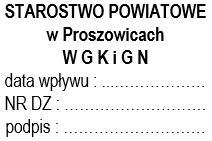 STAROSTWO POWIATOWE
w Proszowicach
W G K i G N
data wpływu : .....................
NR DZ : ............................
podpis : ............................